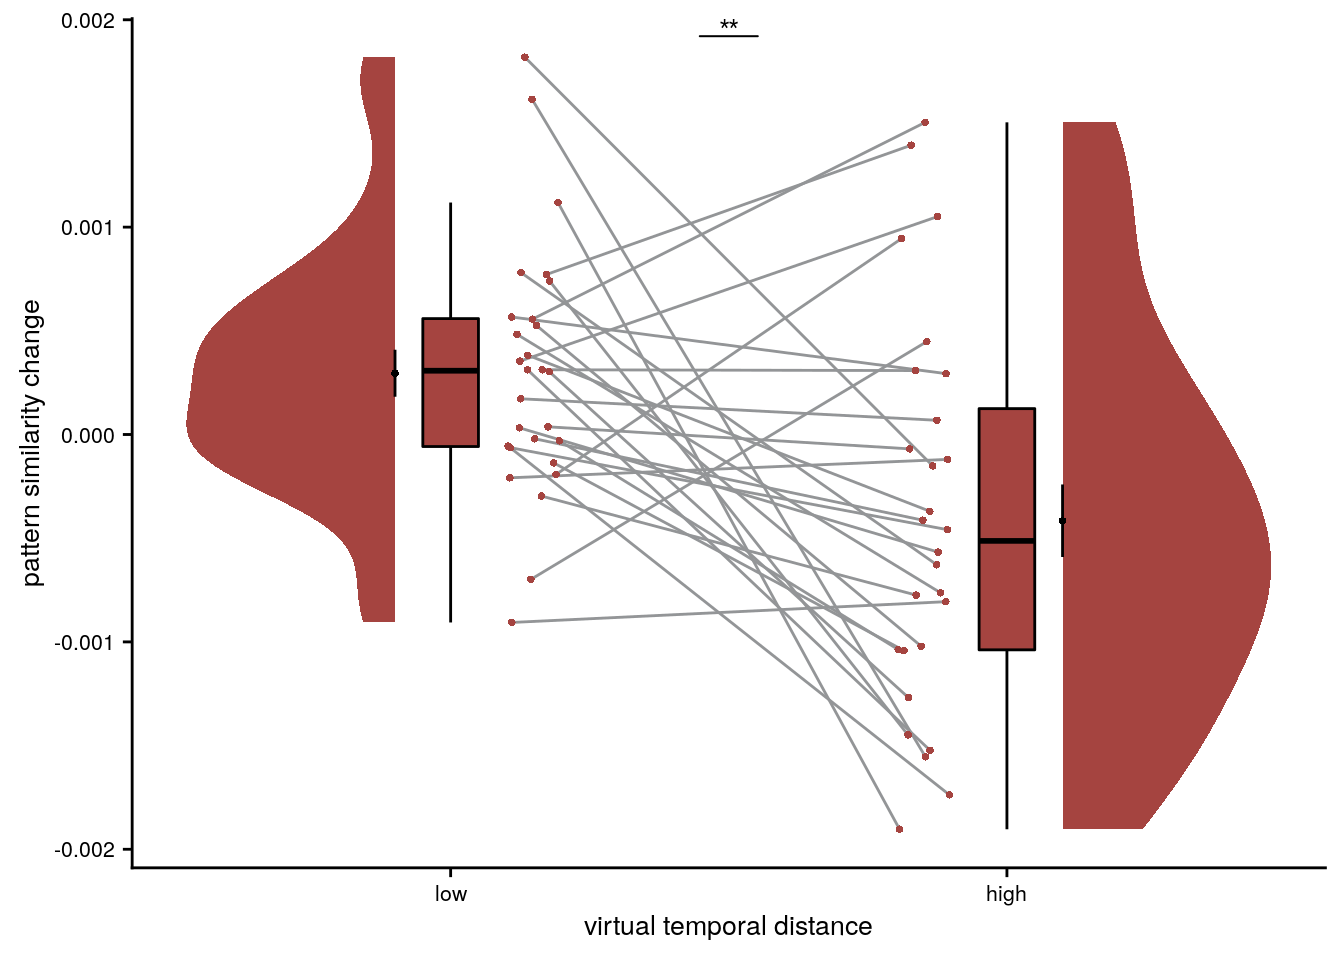 **
0.002
0.001
0.000
-0.001
-0.002
pattern similarity change
low
high
virtual temporal distance